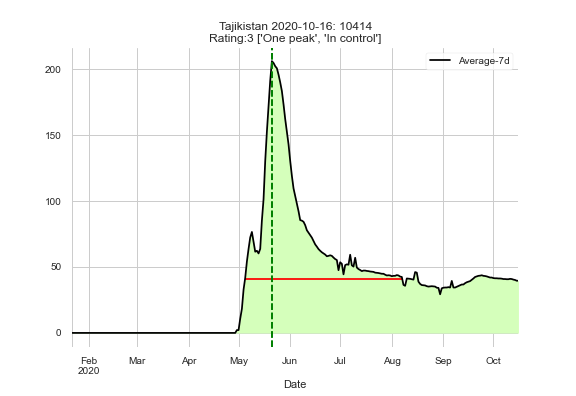 Tajikistan 2020-10-16: 10414
Rating:3 ['One peak', 'In control']
Average-7d
200
150
100
50
0
Feb Mar Apr May Jun Jul Aug Sep Oct
2020
Date